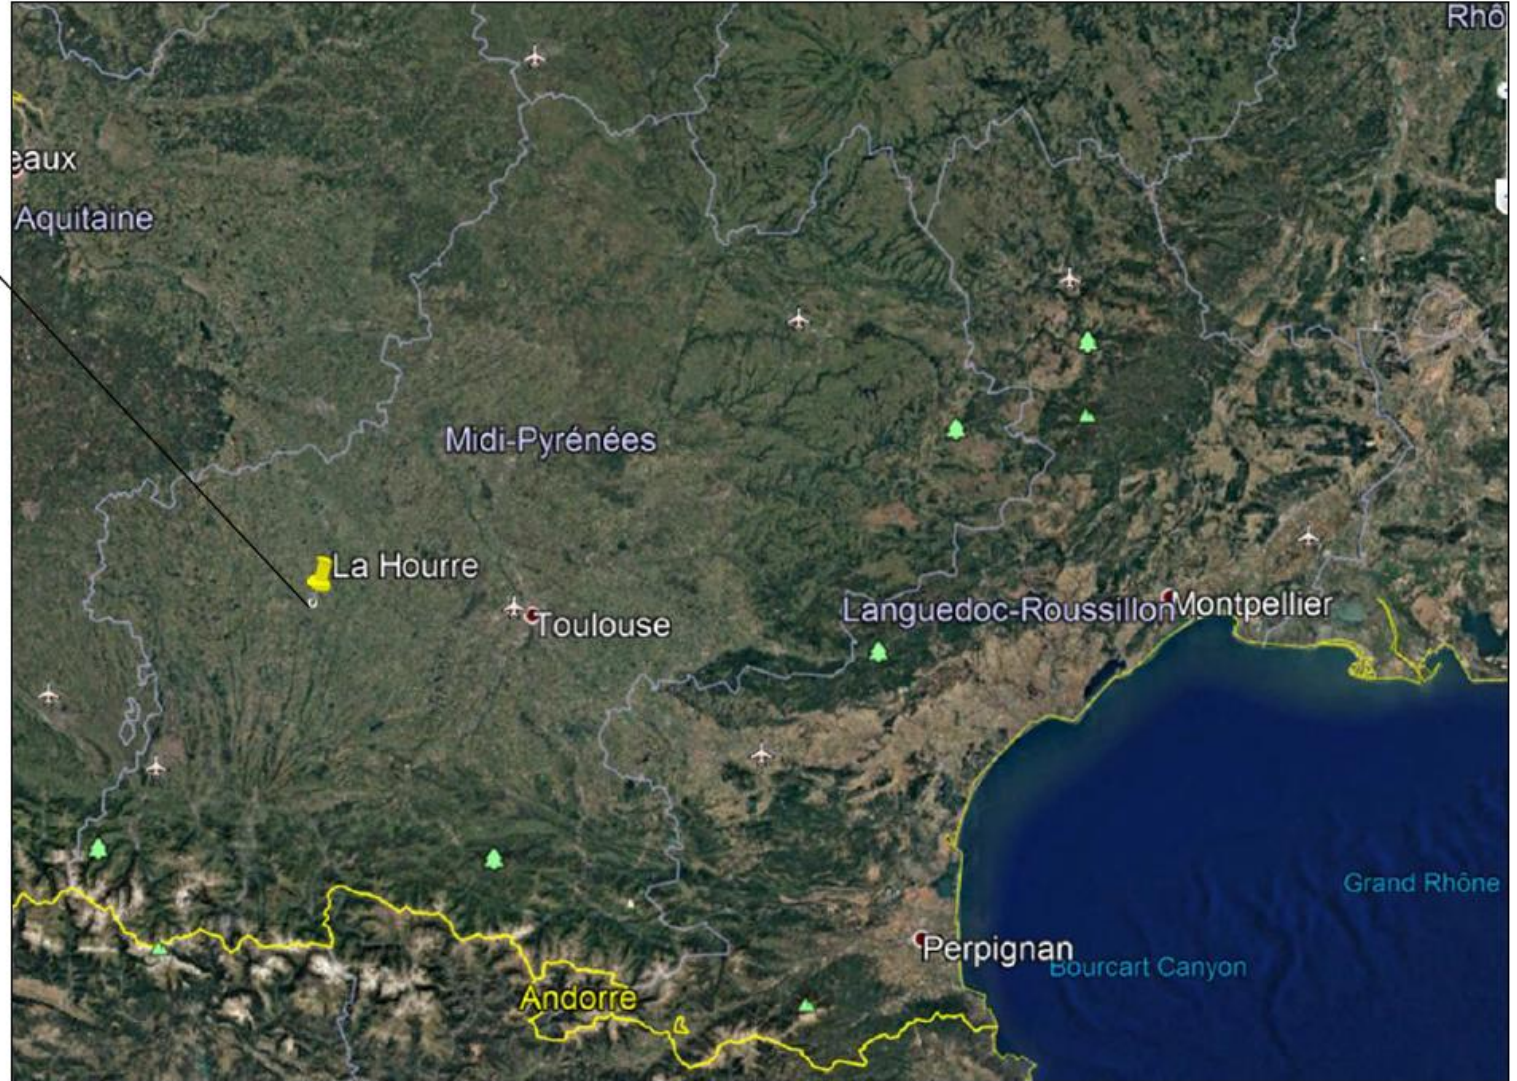 Rhô
eaux
Aquitaine
Midi-Pyrénées
La Hourre
Toulouse
Languedoc-Roussillon
Montpellier
Grand Rhône
Perpignan
Bourcart Canyon
Andorre